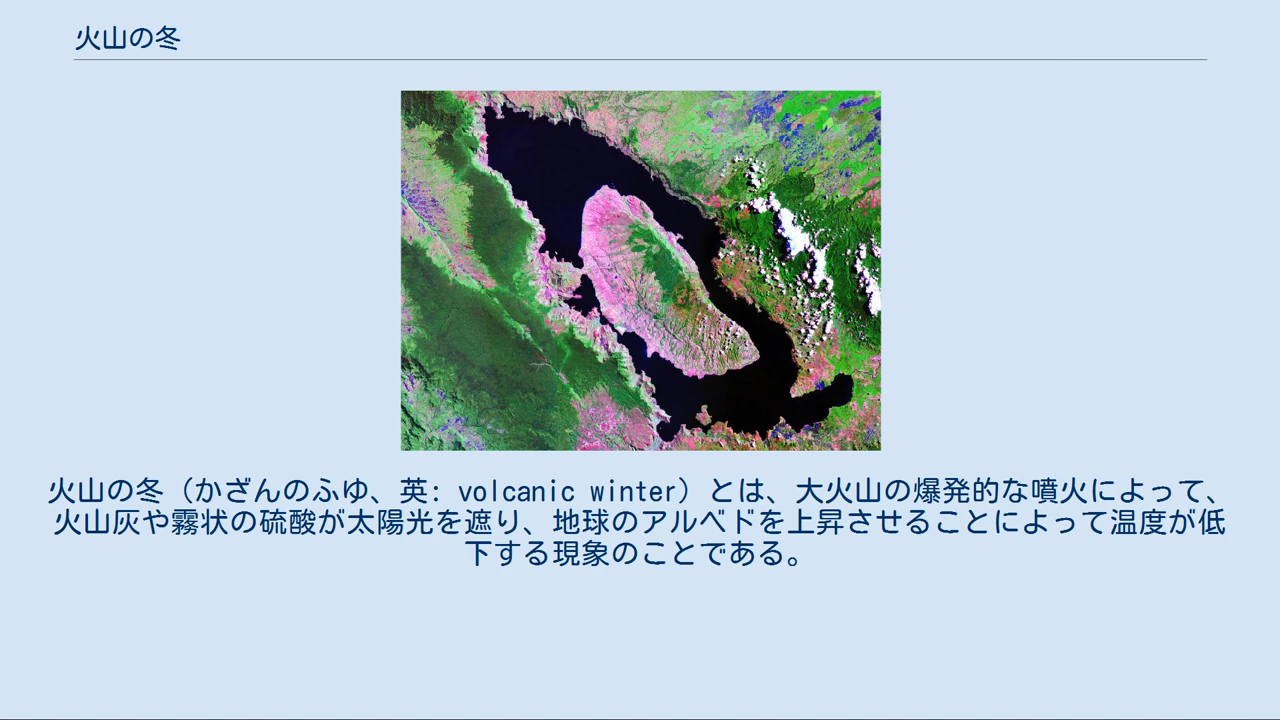 火山の冬
火山の冬（かざんのふゆ、英: volcanic winter）とは、大火山の爆発的な噴火によって、
火山灰や霧状の硫酸が太陽光を遮り、地球のアルベドを上昇させることによって温度が低
下する現象のことである。